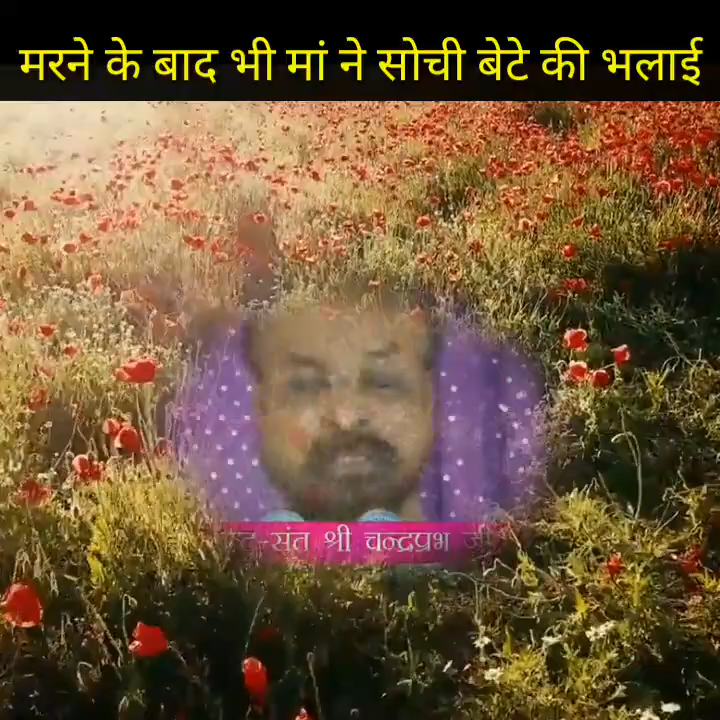 मरने के बाद भी मां ने सोची बेटे की भलाई
-संत श्री चन्द्रप्रभ जी